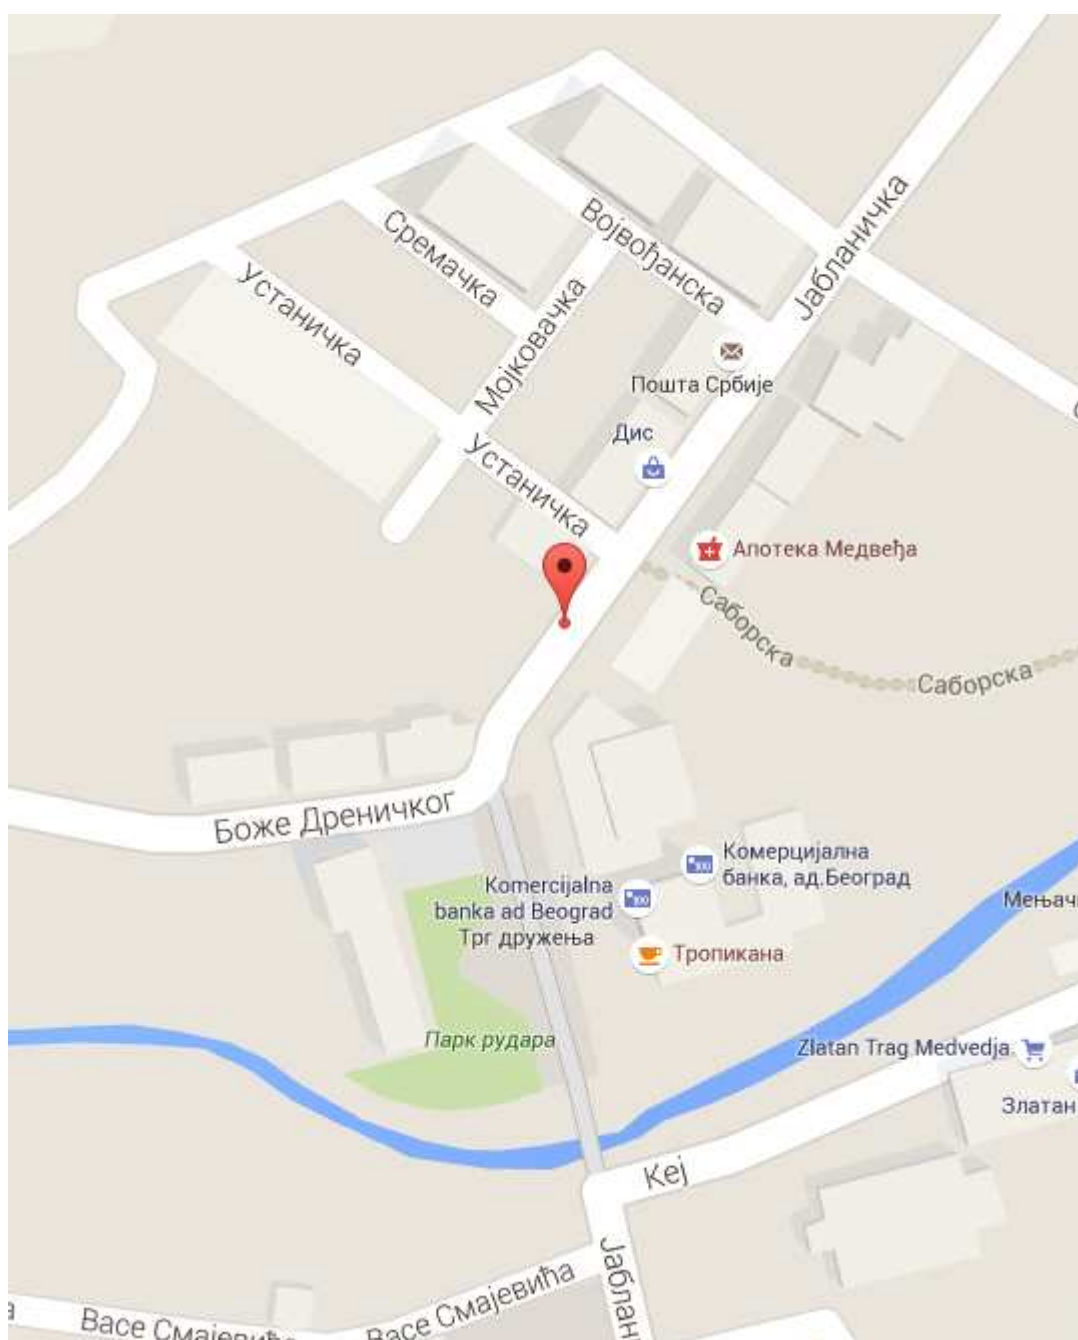 Јабланичка
Војвођанска
Сремачка
Устаничка
Мојковачка
Пошта Србије
Дис
Устаничка
Апотека Медвеђа
Саборска
Саборска
Боже Дреничког
Комерцијална
банка, ад.Београд
Komercijalna
banka ad Beograd
Трг дружења
Мењач
Тропикана
Парк рудара
Zlatan Trag Medvedja
Златан
Кеј
Јаблан
Васе Смајевића
Васе Смајевића